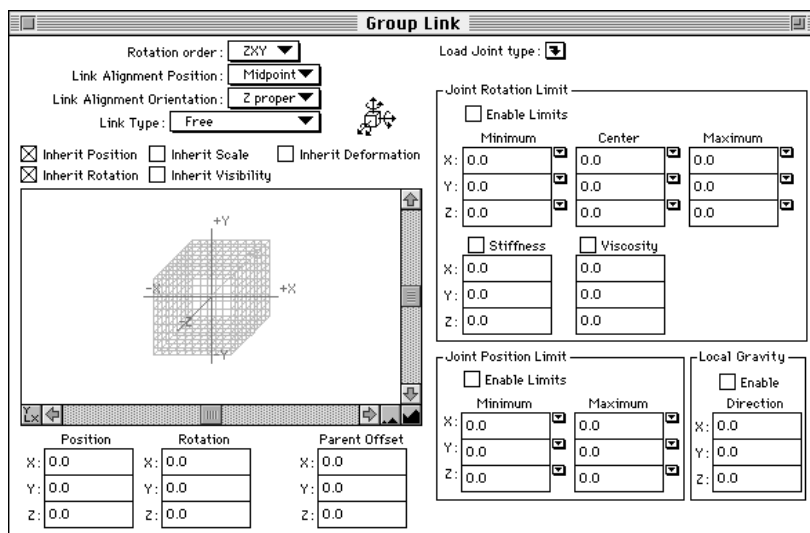 Group Link
Rotation order: ZXY
Link Alignment Position: Midpoint
Link Alignment Orientation: Z proper
Link Type: Free
Inherit Position Inherit Scale Inherit Deformation
Inherit Rotation Inherit Visibility
+Y
-X +X
-Z
-Y
Y
Z X
Position Rotation Parent Offset
X: 0.0 X: 0.0 X: 0.0
Y: 0.0 Y: 0.0 Y: 0.0
Z: 0.0 Z: 0.0 Z: 0.0
Load Joint type:
Joint Rotation Limit
Enable Limits
Minimum Center Maximum
X: 0.0 0.0 0.0
Y: 0.0 0.0 0.0
Z: 0.0 0.0 0.0
Stiffness Viscosity
X: 0.0 0.0
Y: 0.0 0.0
Z: 0.0 0.0
Joint Position Limit
Enable Limits
Minimum Maximum
X: 0.0 0.0
Y: 0.0 0.0
Z: 0.0 0.0
Local Gravity
Enable
Direction
X: 0.0
Y: 0.0
Z: 0.0